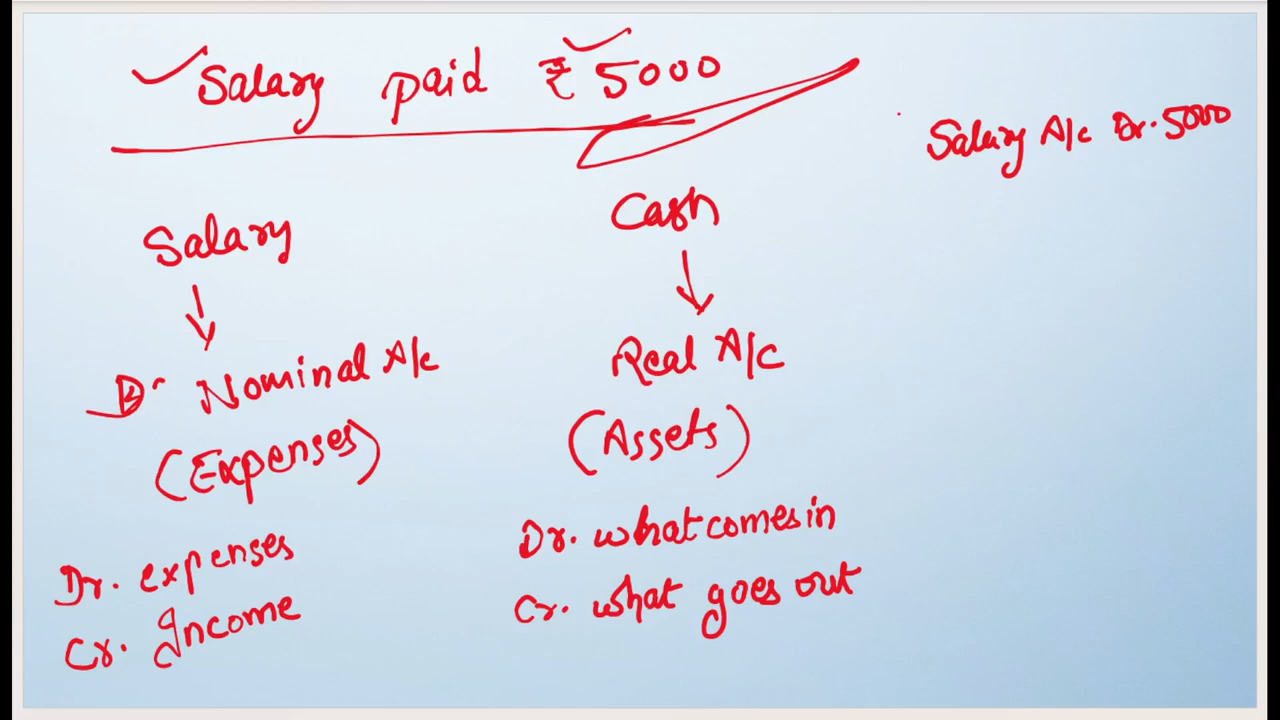 Salary paid ₹ 5000
Salary A/c Dr. 5000
Salary
Nominal A/c
(Expenses)
Dr. expenses
Cr. Income
Cash
Real A/c
(Assets)
Dr. what comes in
Cr. what goes out